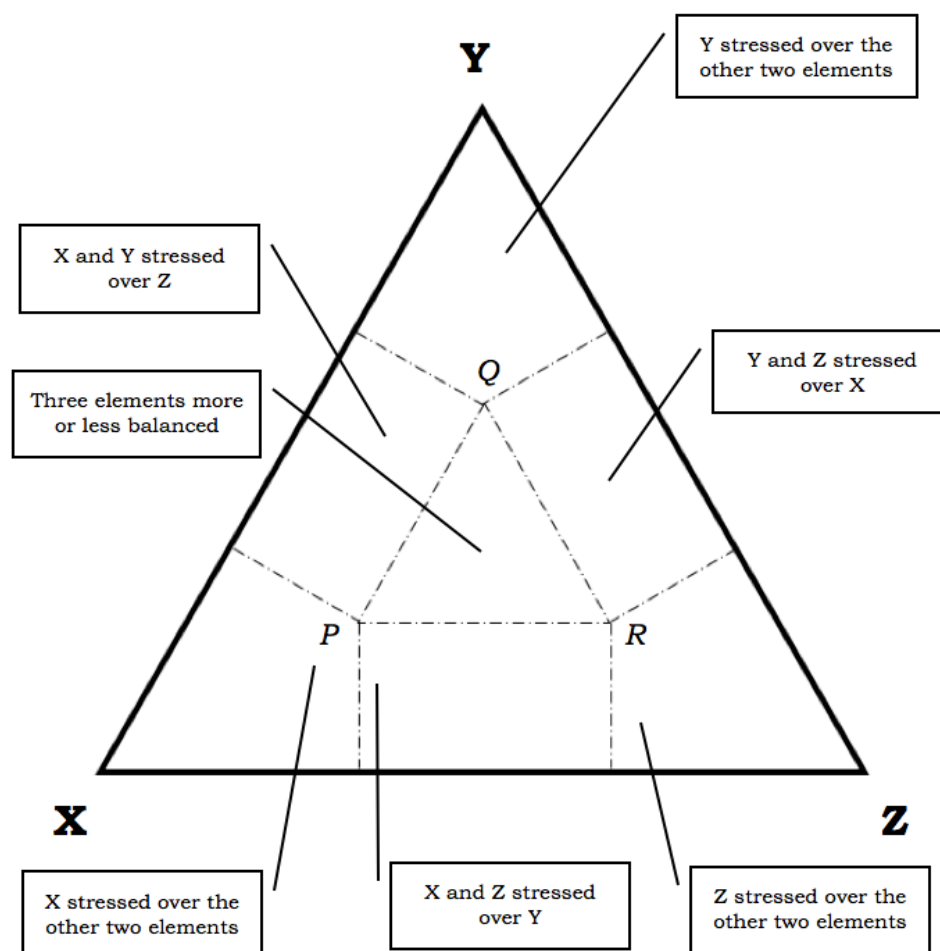 Y
Y stressed over the
other two elements
X and Y stressed
over Z
Y and Z stressed
over X
Q
Three elements more
or less balanced
P
R
X
Z
X stressed over the
other two elements
X and Z stressed
over Y
Z stressed over the
other two elements